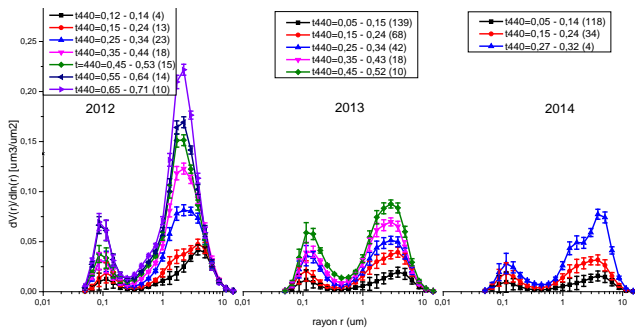 t440=0,12 - 0,14 (4)
t440=0,15 - 0,24 (13)
t440=0,25 - 0,34 (23)
t440=0,35 - 0,44 (18)
t=440=0,45 - 0,53 (15)
t440=0,55 - 0,64 (14)
t440=0,65 - 0,71 (10)
2012
t440=0,05 - 0,15 (139)
t440=0,15 - 0,24 (68)
t440=0,25 - 0,34 (42)
t440=0,35 - 0,43 (18)
t440=0,45 - 0,52 (10)
2013
t440=0,05 - 0,14 (118)
t440=0,15 - 0,24 (34)
t440=0,27 - 0,32 (4)
2014
dV(r)/dln(r) [um3/um2]
0,25
0,20
0,15
0,10
0,05
0,00
0,01 0,1 1 10 0,01 0,1 1 10 0,01 0,1 1 10
rayon r (um)